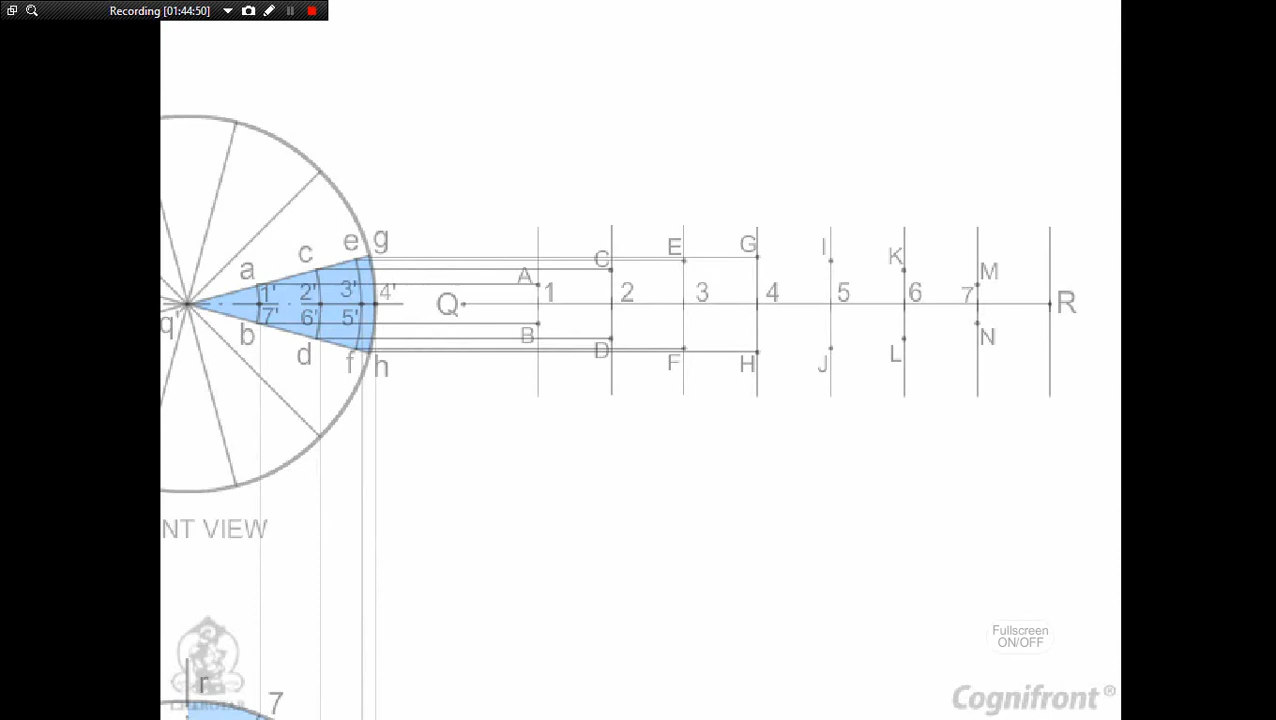 Recording [01:44:50]
e g
c
a
E
G
I
K
C
M
A
1' 2' 3' 4'
Q
1 2 3 4 5 6 7
R
q'
7' 6' 5'
b
B
N
D
L
d
f
h
F
H
J
NT VIEW
Fullscreen
ON/OFF
r
7
Cognifront ®